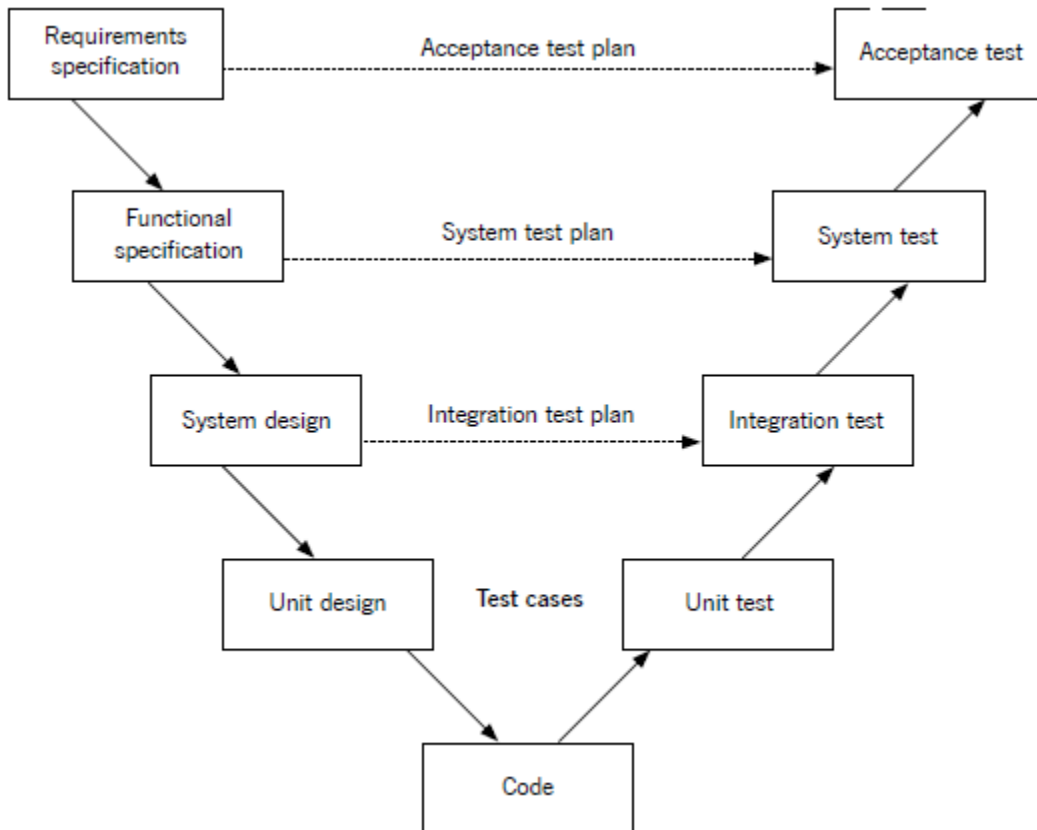 Requirements
specification
Acceptance test plan
Acceptance test
Functional
specification
System test plan
System test
System design
Integration test plan
Integration test
Unit design
Test cases
Unit test
Code